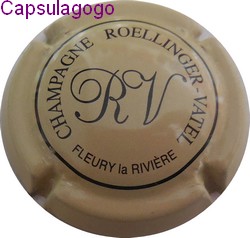 Capsulagogo
CHAMPAGNE ROELLINGER-VATEL
RV
FLEURY la RIVIÈRE